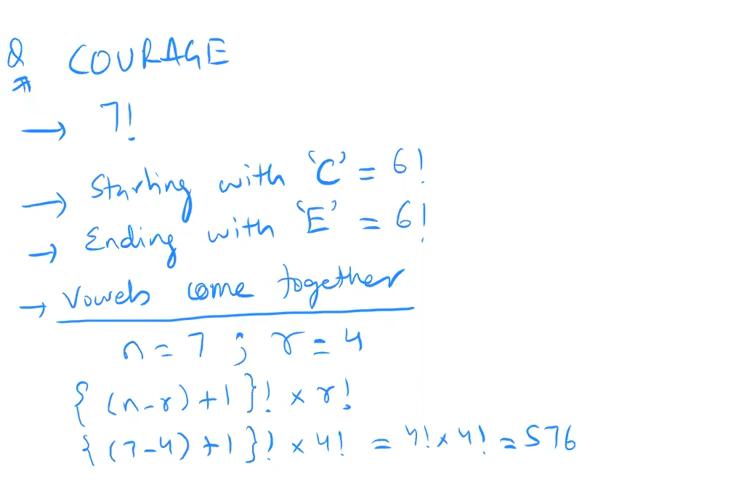 Q COURAGE
→ 7!
→ Starting with 'C' = 6!
→ Ending with 'E' = 6!
→ Vowels come together
n = 7 ; r = 4
{(n-r)+1}! × r!
{(7-4)+1}! × 4! = 4! × 4! = 576